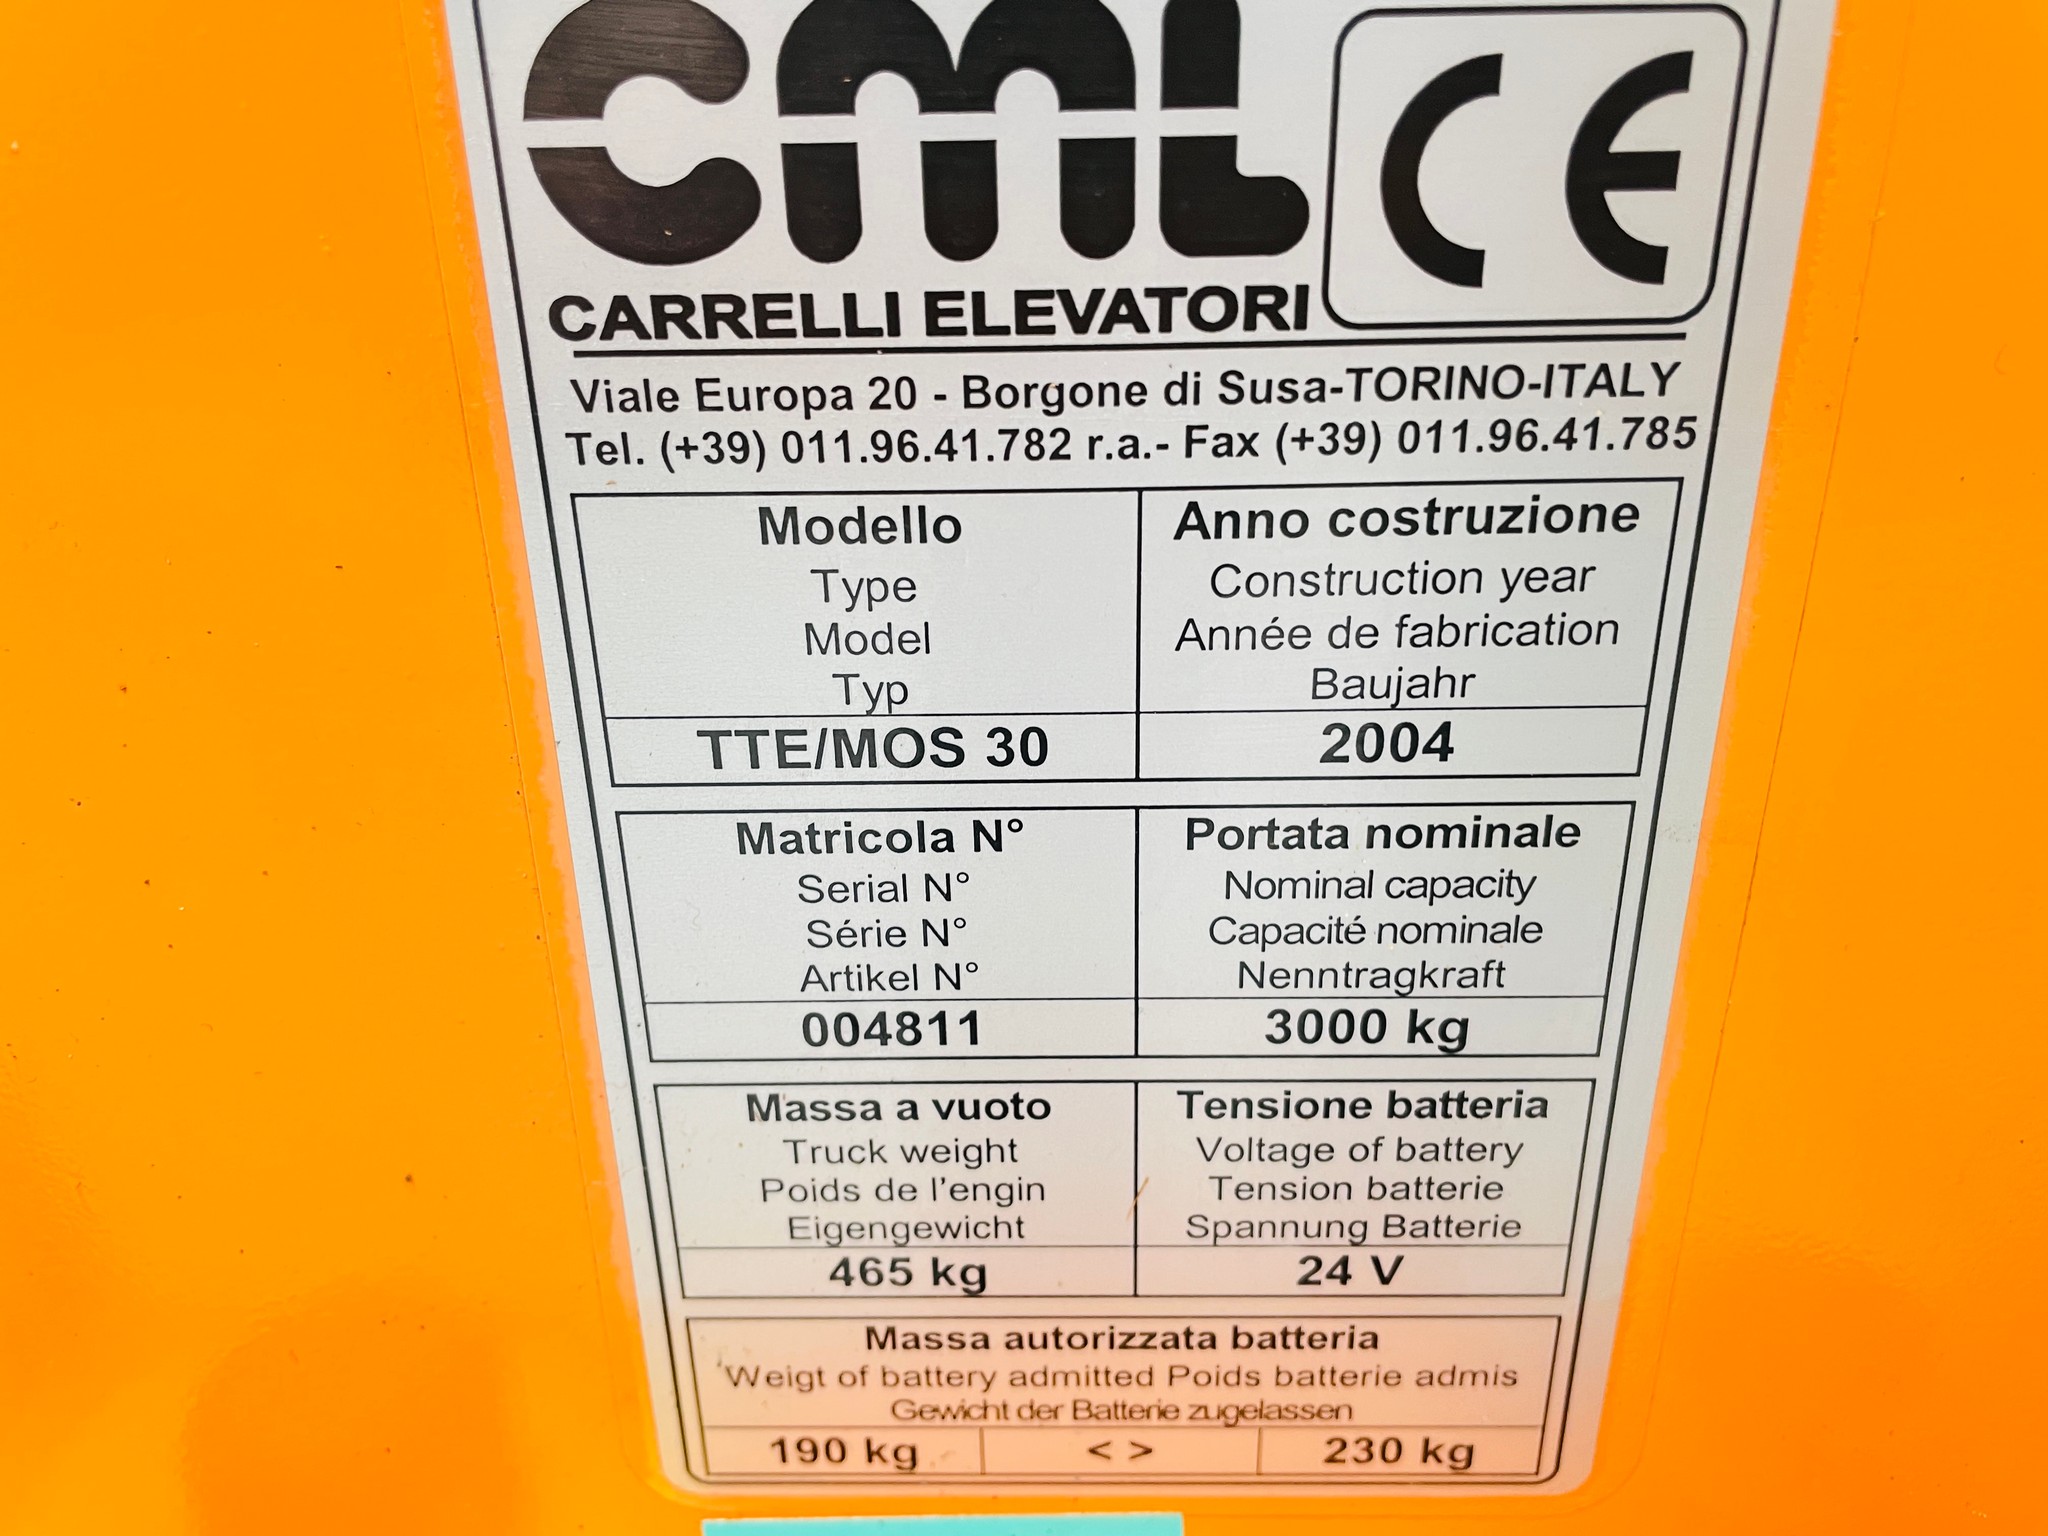 cml CE
CARRELLI ELEVATORI
Viale Europa 20 - Borgone di Susa-TORINO-ITALY
Tel. (+39) 011.96.41.782 r.a.- Fax (+39) 011.96.41.785
Modello
Type
Model
Typ
TTE/MOS 30
Anno costruzione
Construction year
Année de fabrication
Baujahr
2004
Matricola N°
Serial N°
Série N°
Artikel N°
004811
Portata nominale
Nominal capacity
Capacité nominale
Nenntragkraft
3000 kg
Massa a vuoto
Truck weight
Poids de l'engin
Eigengewicht
465 kg
Tensione batteria
Voltage of battery
Tension batterie
Spannung Batterie
24 V
Massa autorizzata batteria
Weigt of battery admitted Poids batterie admis
Gewicht der Batterie zugelassen
190 kg < > 230 kg